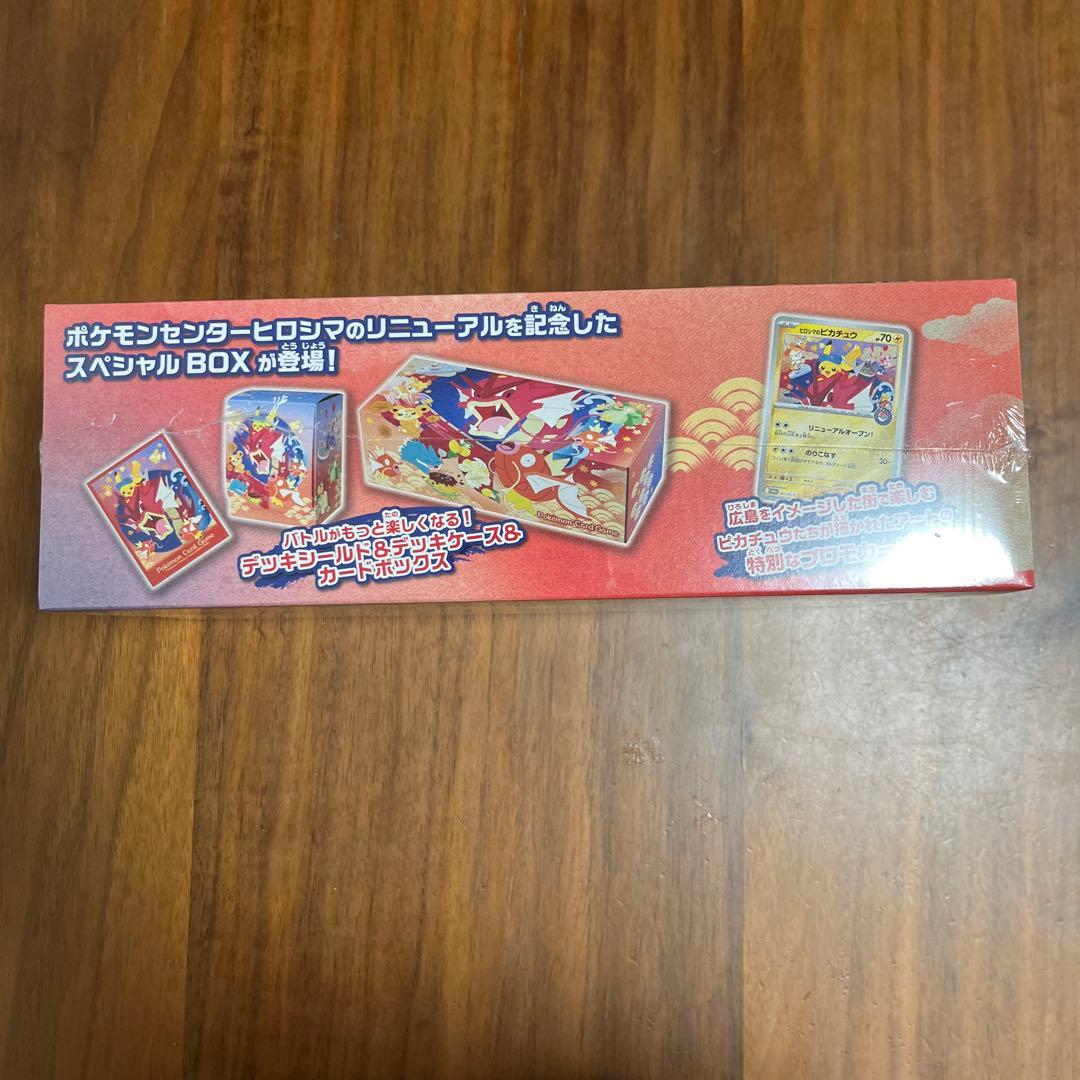 ポケモンセンターヒロシマのリニューアルを記念した
スペシャルBOXが登場!
Pokémon Card Game
Pokémon Card Game
バトルがもっと楽しくなる!
デッキシールド&デッキケース&
カードボックス
ヒロシマのピカチュウ
70
リニューアルオープン!
のりこなす 30+
広島をイメージした街で楽しむ
ピカチュウたちが描かれたアートの
特別なプロモカ